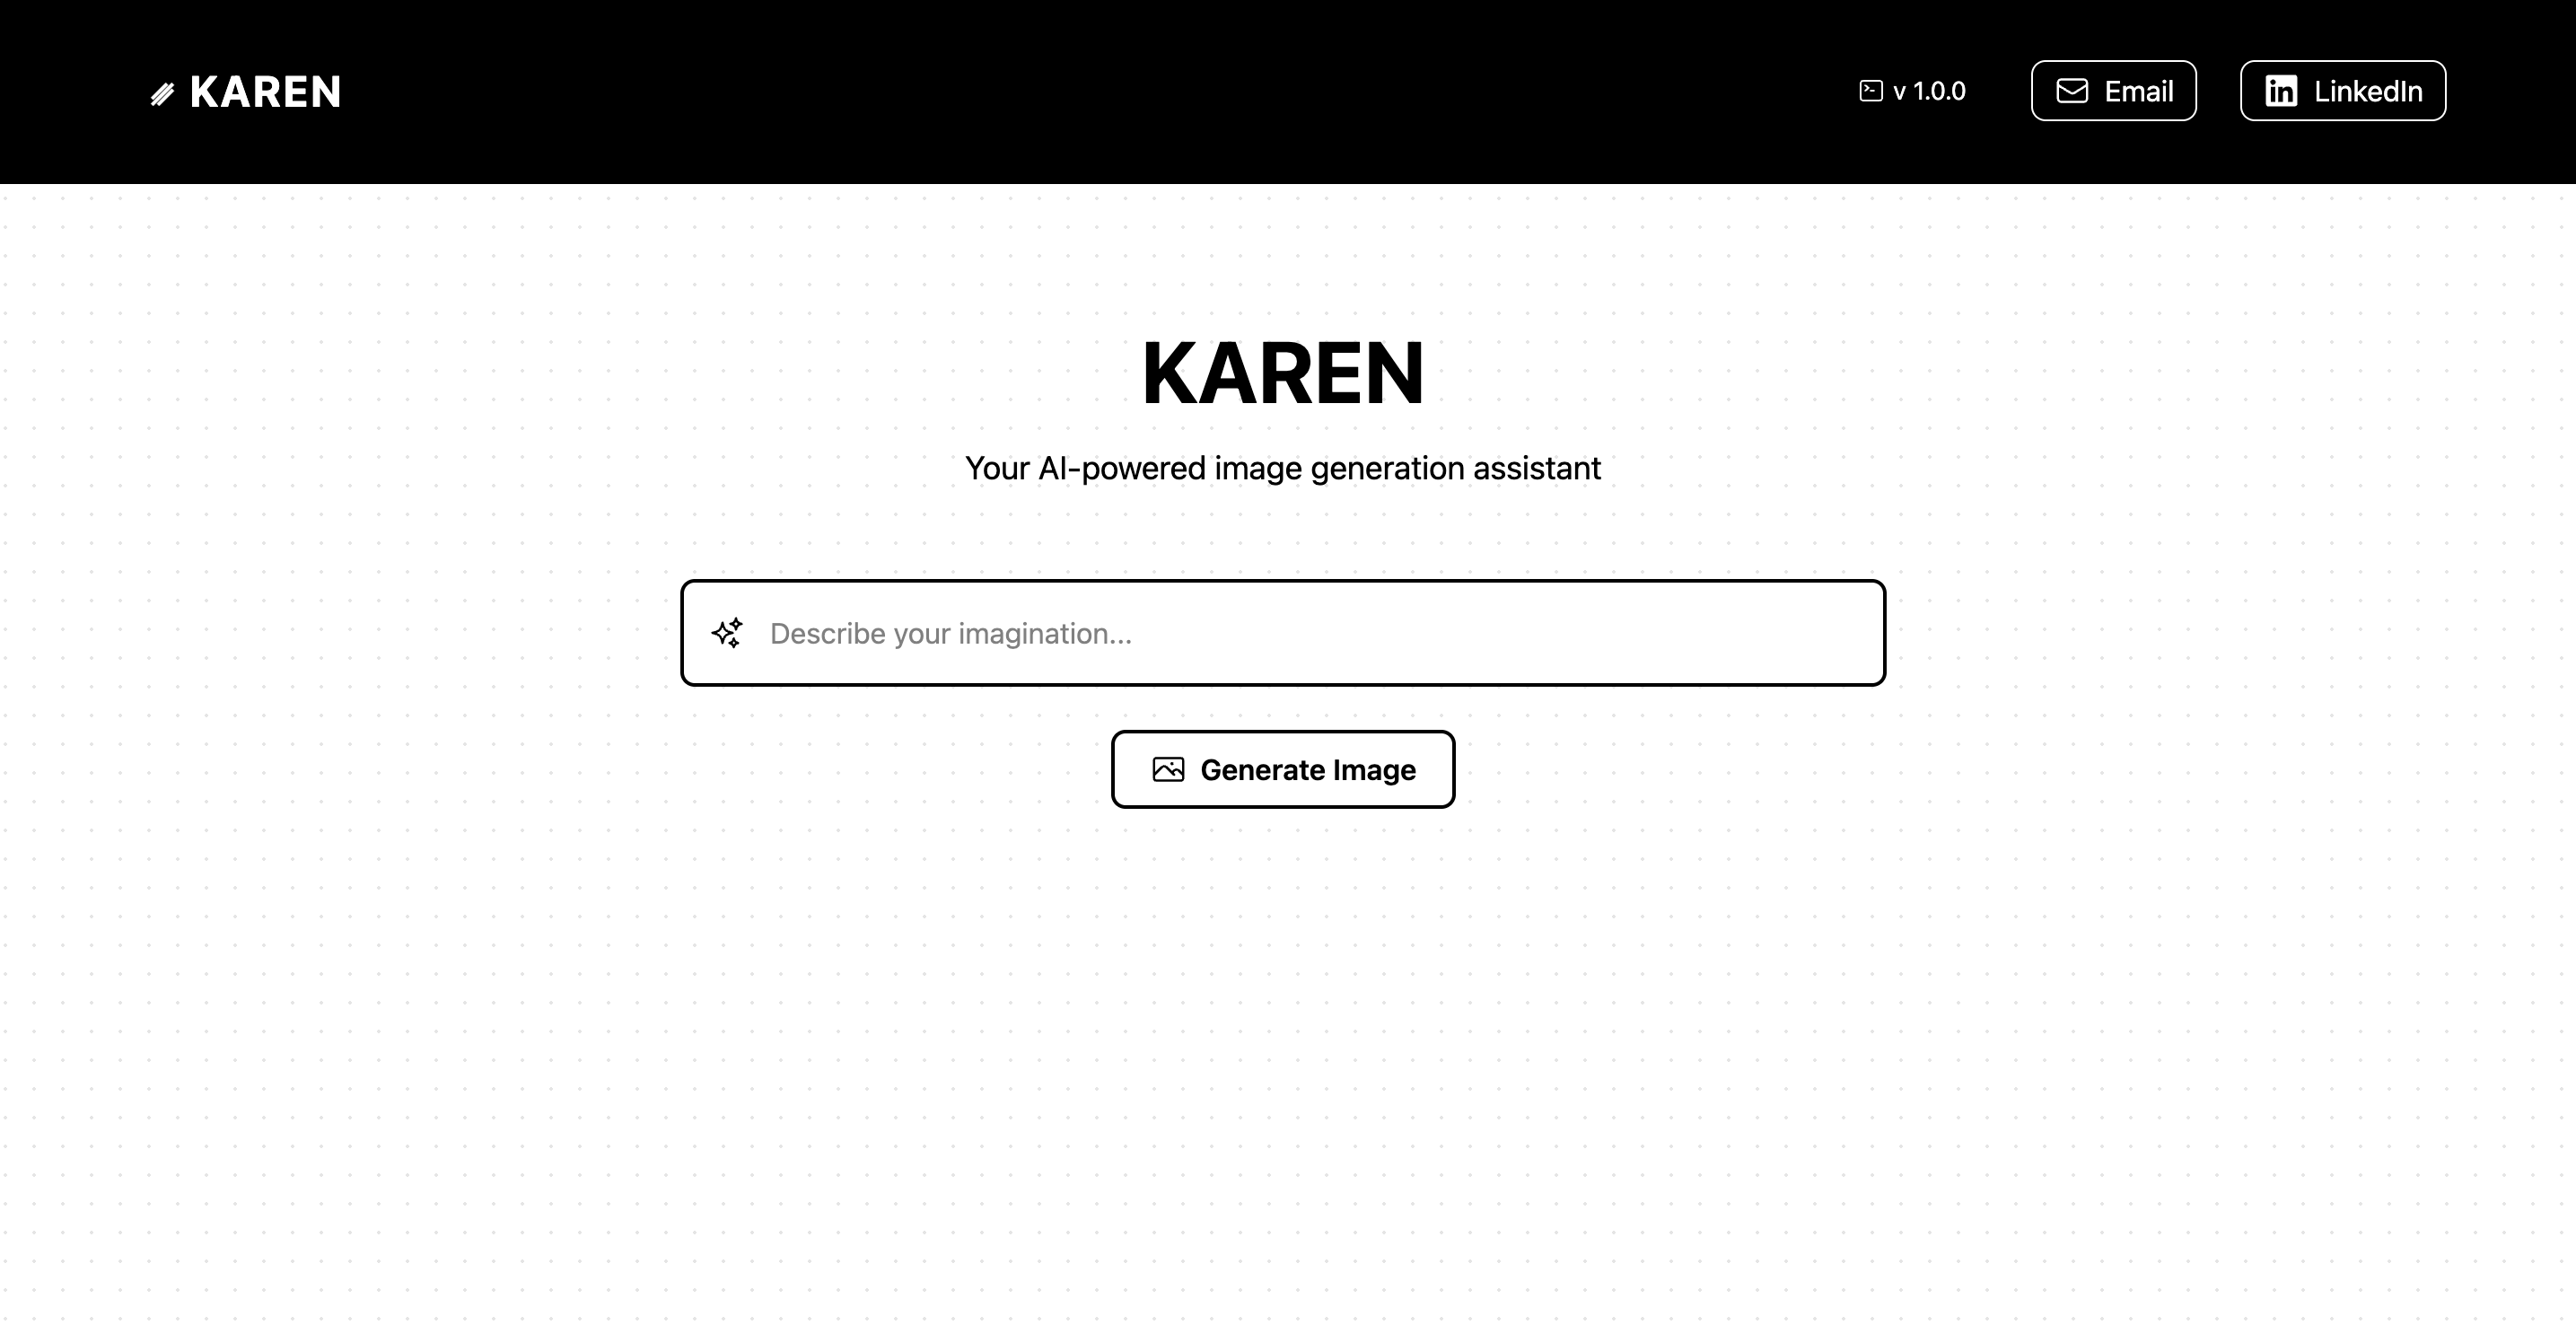 KAREN
v 1.0.0
Email
LinkedIn
KAREN
Your AI-powered image generation assistant
Describe your imagination...
Generate Image